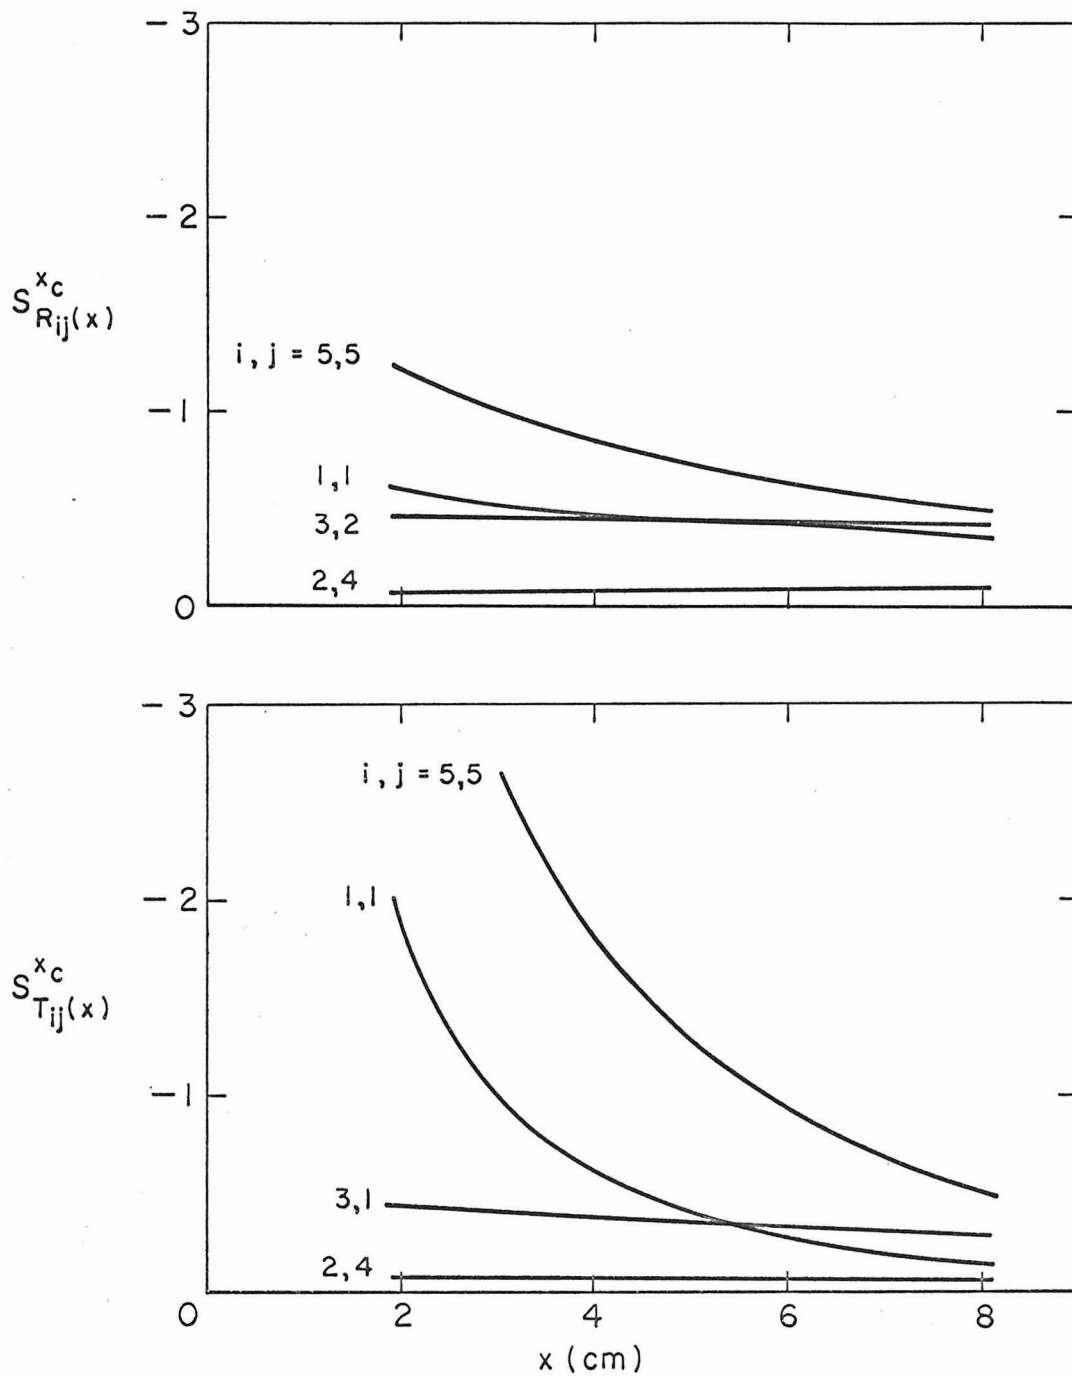 -3
-2
S^{x_c}_{R_{ij}(x)}
i, j = 5,5
-1
1,1
3,2
2,4
0
-3
i, j = 5,5
-2
1,1
S^{x_c}_{T_{ij}(x)}
-1
3,1
2,4
0 2 4 6 8
x (cm)